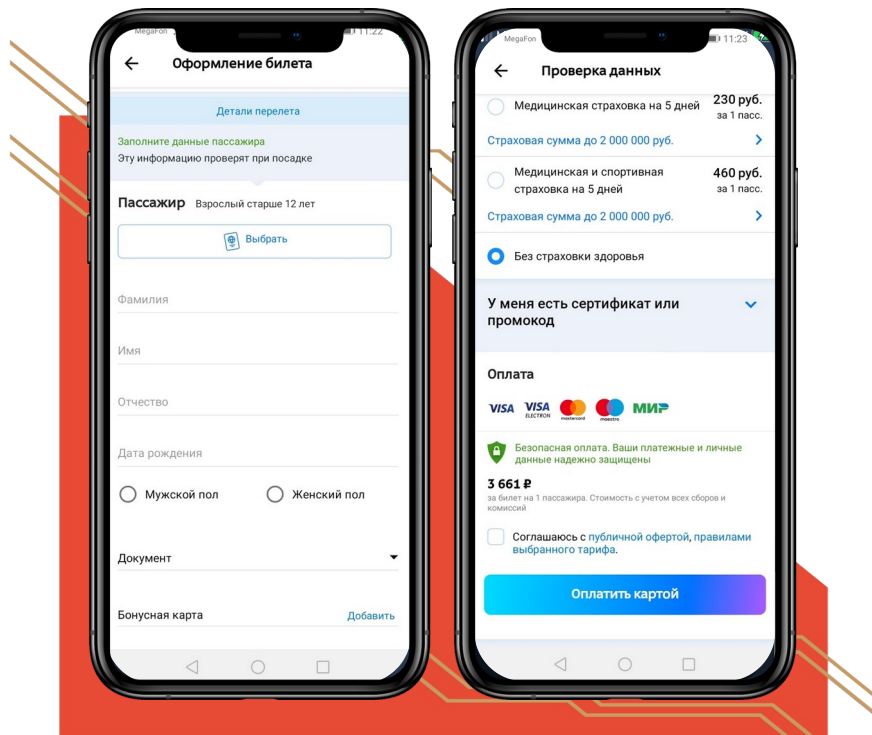 MegaFon
11:22
Оформление билета
Детали перелета
Заполните данные пассажира
Эту информацию проверят при посадке
Пассажир Взрослый старше 12 лет
Выбрать
Фамилия
Имя
Отчество
Дата рождения
Мужской пол Женский пол
Документ
Бонусная карта Добавить
MegaFon
11:23
Проверка данных
Медицинская страховка на 5 дней 230 руб.
за 1 пасс.
Страховая сумма до 2 000 000 руб.
Медицинская и спортивная 460 руб.
страховка на 5 дней за 1 пасс.
Страховая сумма до 2 000 000 руб.
Без страховки здоровья
У меня есть сертификат или
промокод
Оплата
VISA VISA ELECTRON mastercard maestro МИР
Безопасная оплата. Ваши платежные и личные
данные надежно защищены
3 661 ₽
за билет на 1 пассажира. Стоимость с учетом всех сборов и
комиссий
Соглашаюсь с публичной офертой, правилами
выбранного тарифа.
Оплатить картой